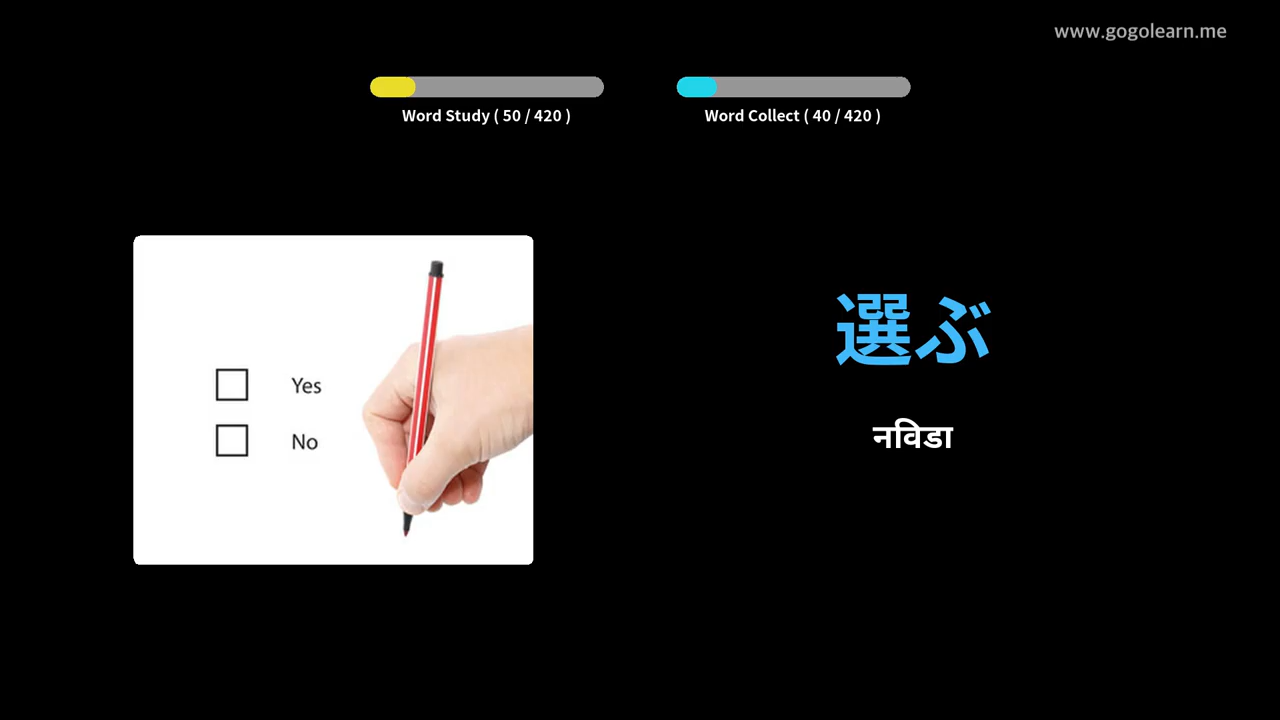 www.gogolearn.me
Word Study ( 50 / 420 )
Word Collect ( 40 / 420 )
Yes
No
選ぶ
नविडा